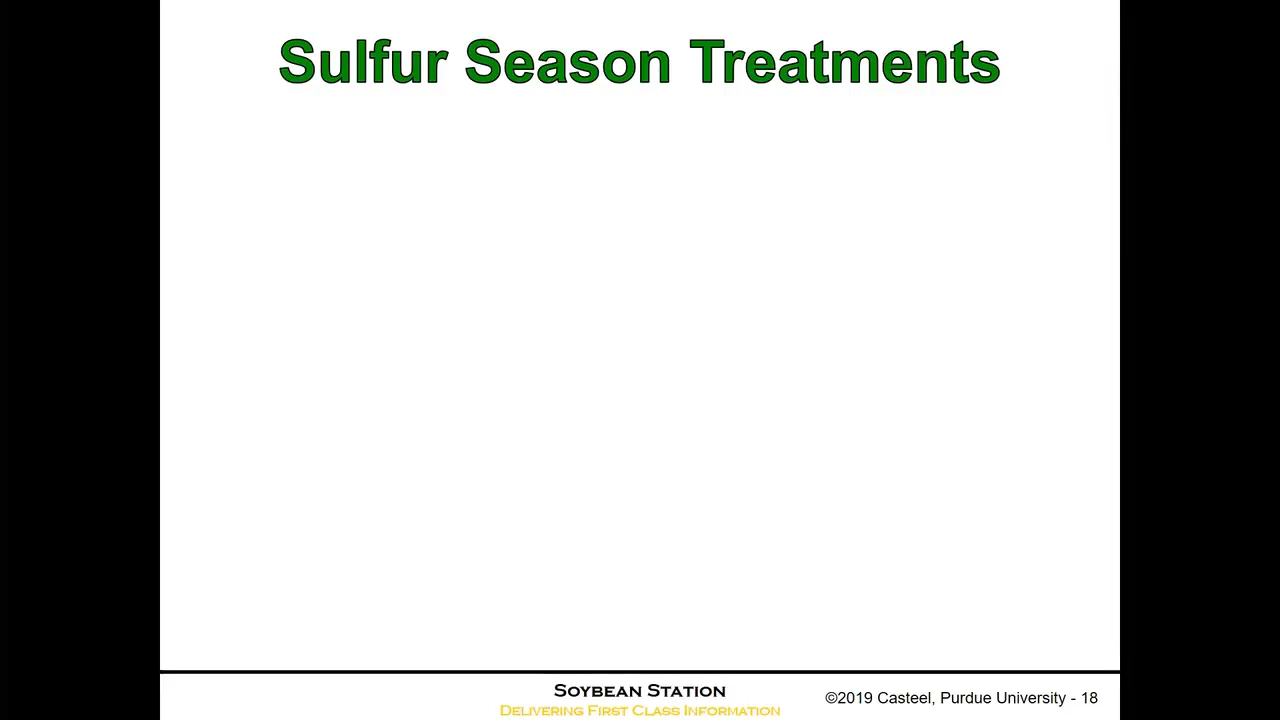 Sulfur Season Treatments
SOYBEAN STATION
DELIVERING FIRST CLASS INFORMATION
©2019 Casteel, Purdue University - 18